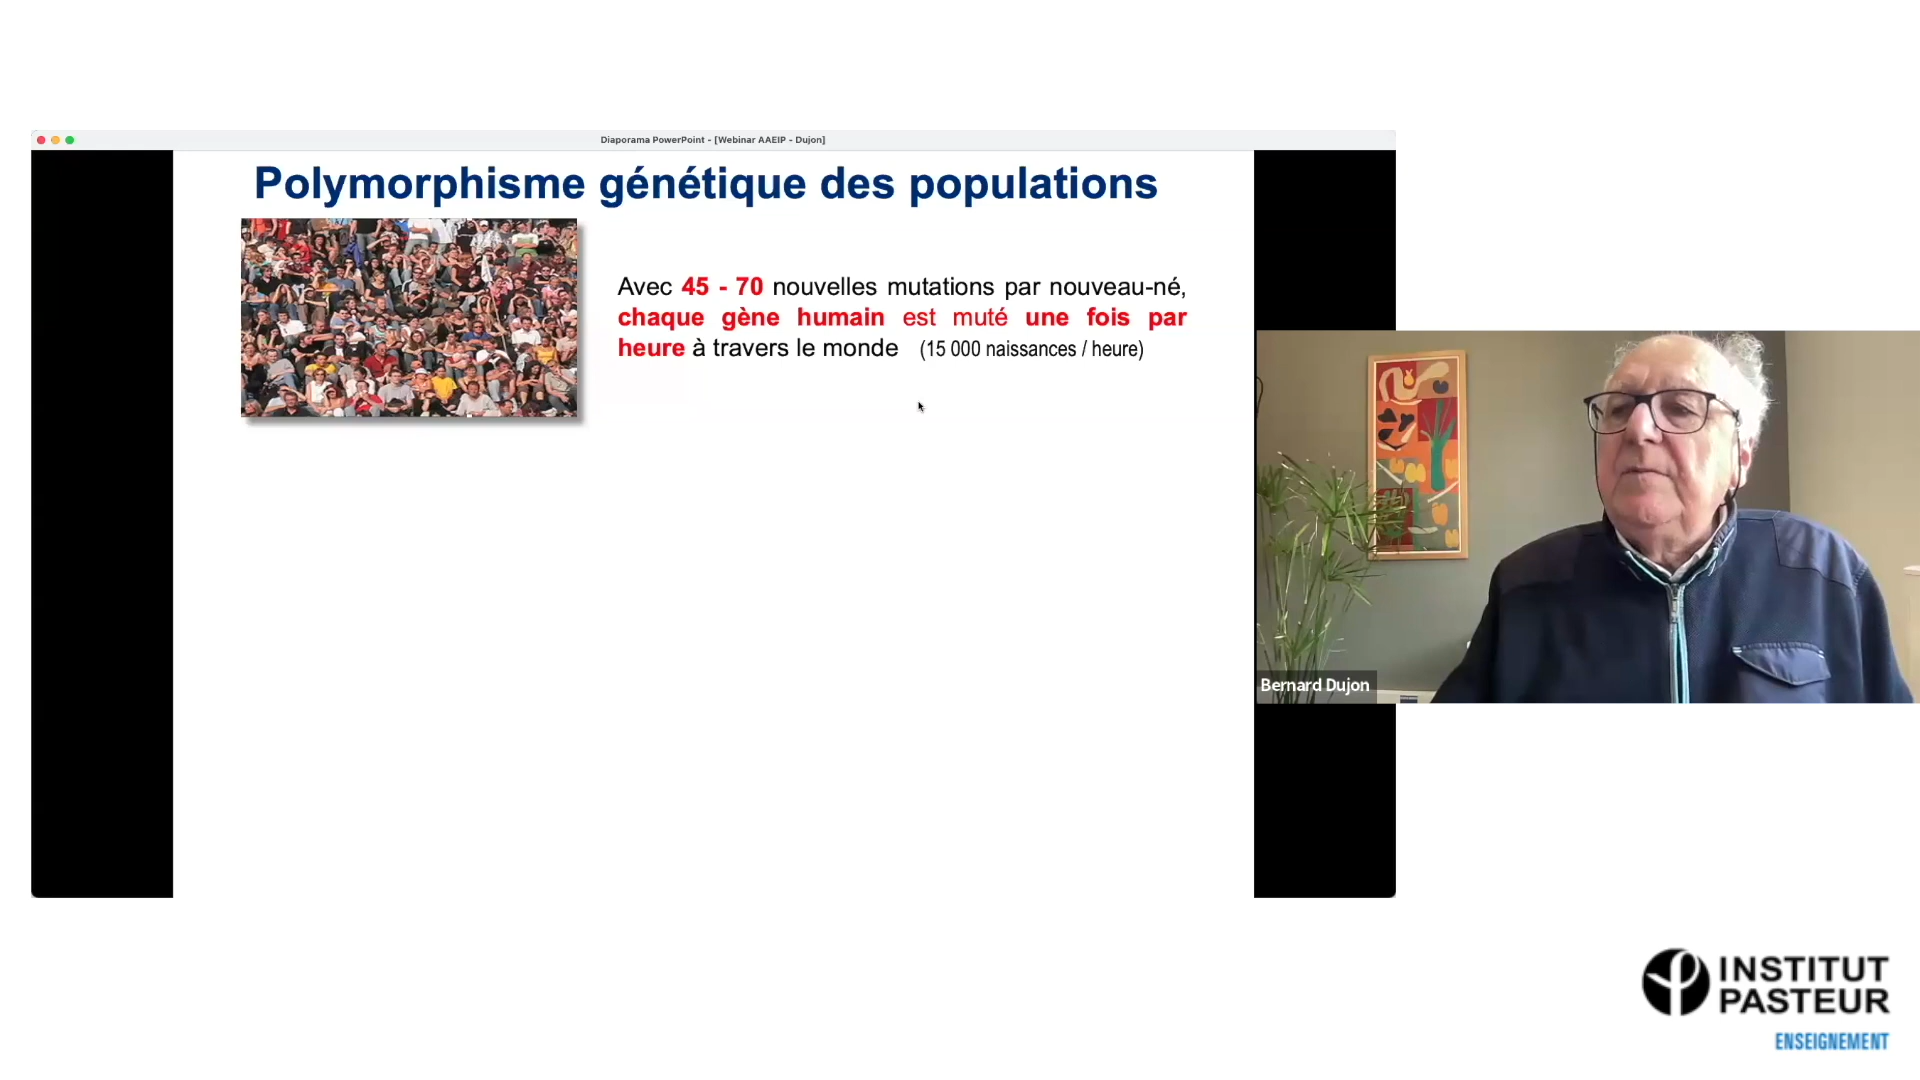 Diaporama PowerPoint - [Webinar AAEIP - Dujon]
Polymorphisme génétique des populations
Avec 45 - 70 nouvelles mutations par nouveau-né,
chaque gène humain est muté une fois par
heure à travers le monde (15 000 naissances / heure)
Bernard Dujon
INSTITUT
PASTEUR
ENSEIGNEMENT